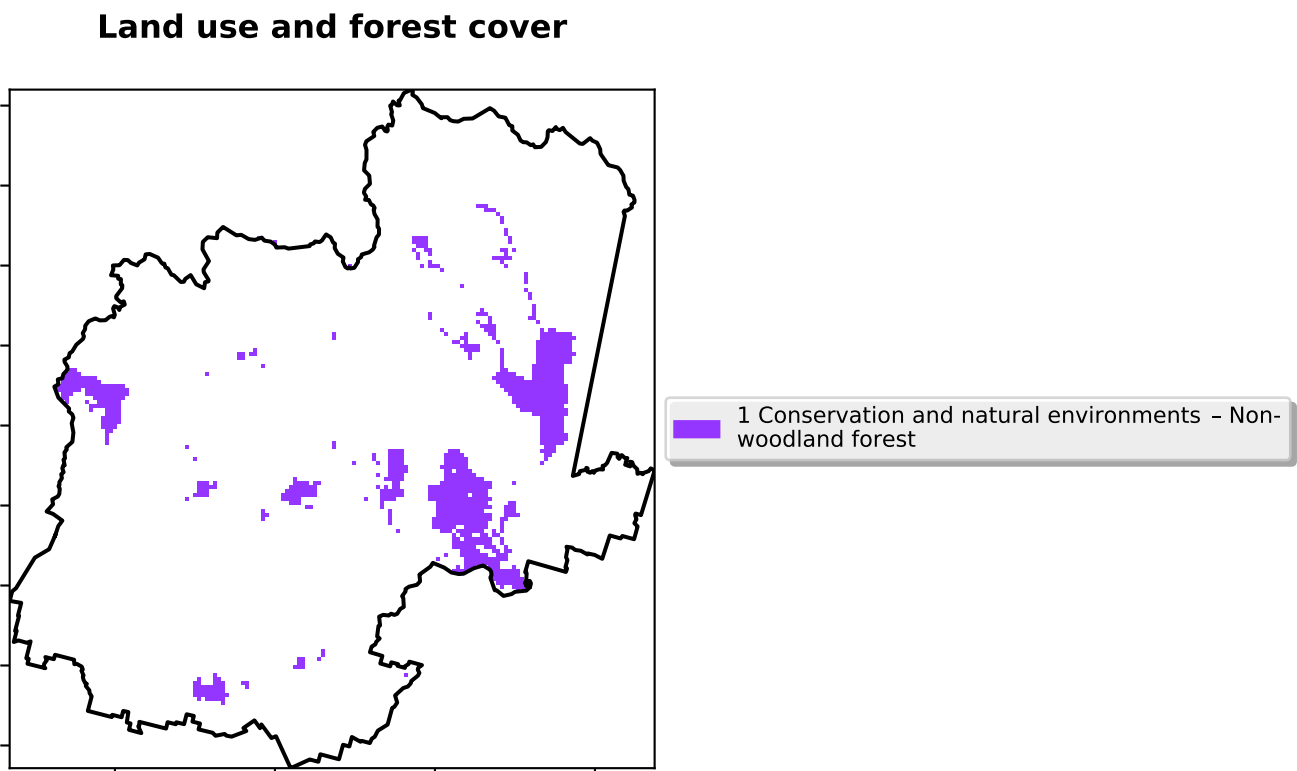 Land use and forest cover
1 Conservation and natural environments – Non-
woodland forest